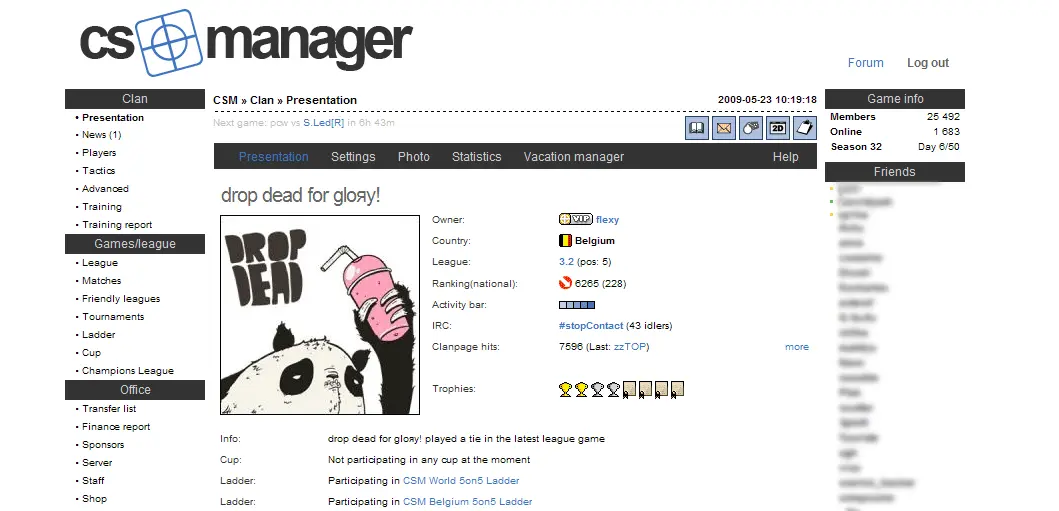 cs manager
Forum Log out
Clan
• Presentation
• News (1)
• Players
• Tactics
• Advanced
• Training
• Training report
Games/league
• League
• Matches
• Friendly leagues
• Tournaments
• Ladder
• Cup
• Champions League
Office
• Transfer list
• Finance report
• Sponsors
• Server
• Staff
• Shop
CSM » Clan » Presentation 2009-05-23 10:19:18
Next game: pcw vs S.Led[R] in 6h 43m
2D
Presentation Settings Photo Statistics Vacation manager Help
drop dead for gloяy!
DROP
DEAD
Owner: VIP flexy
Country: Belgium
League: 3.2 (pos: 5)
Ranking(national): 6265 (228)
Activity bar:
IRC: #stopContact (43 idlers)
Clanpage hits: 7596 (Last: zzTOP) more
Trophies:
Info: drop dead for gloяy! played a tie in the latest league game
Cup: Not participating in any cup at the moment
Ladder: Participating in CSM World 5on5 Ladder
Ladder: Participating in CSM Belgium 5on5 Ladder
Game info
Members 25 492
Online 1 683
Season 32 Day 6/50
Friends